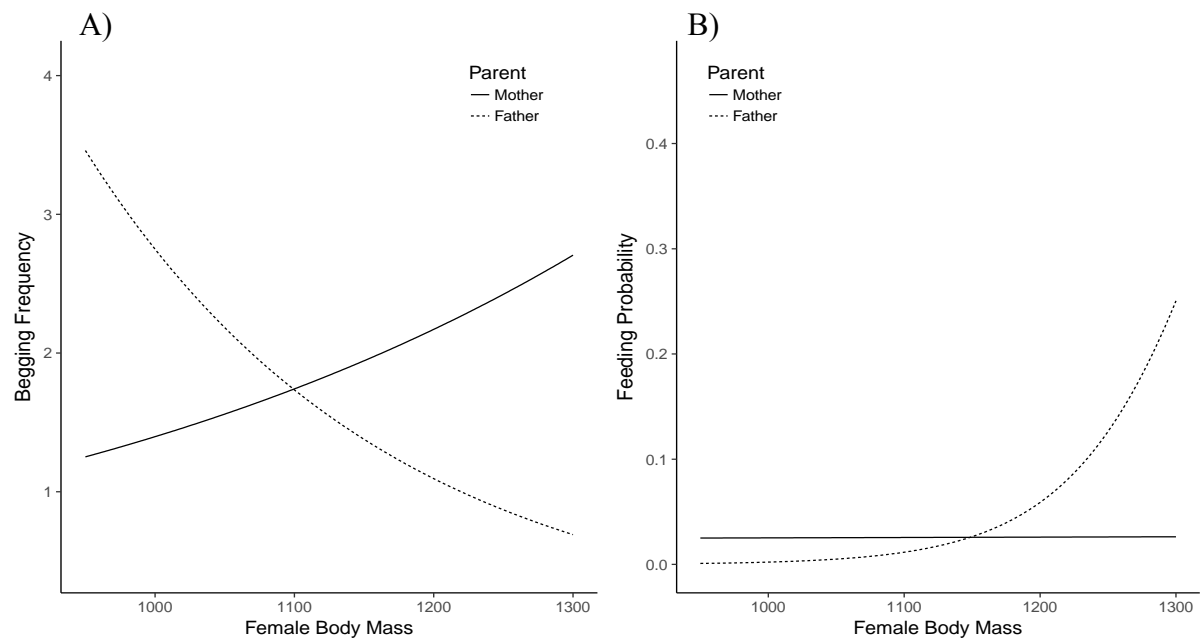 A)
4
3
2
1
Begging Frequency
Parent
Mother
Father
1000 1100 1200 1300
Female Body Mass
B)
0.4
0.3
0.2
0.1
0.0
Feeding Probability
Parent
Mother
Father
1000 1100 1200 1300
Female Body Mass